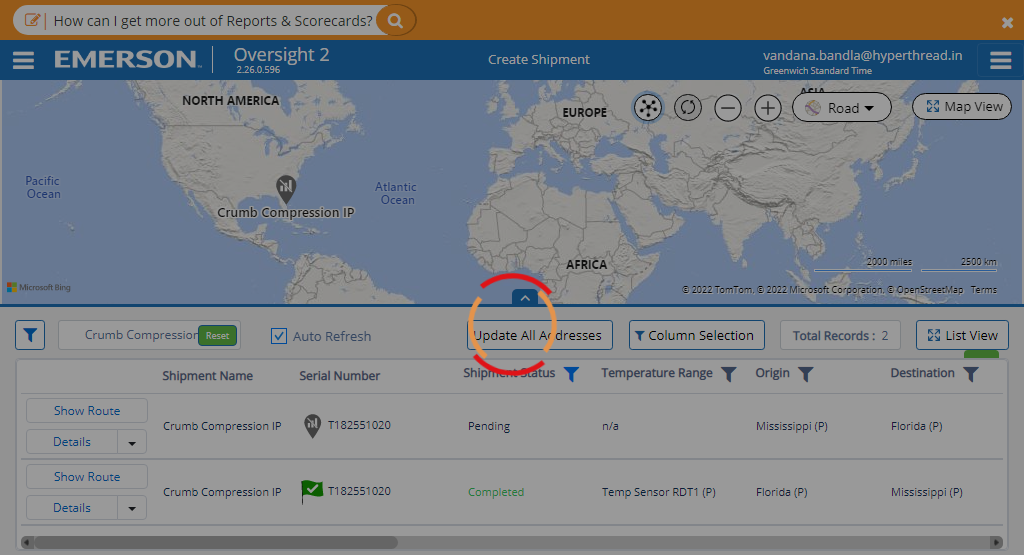 How can I get more out of Reports & Scorecards?
EMERSON
Oversight 2
2.26.0.596
Create Shipment
vandana.bandla@hyperthread.in
Greenwich Standard Time
NORTH AMERICA
EUROPE
ASIA
Road
Map View
Pacific
Ocean
Atlantic
Ocean
Crumb Compression IP
AFRICA
2000 miles
2500 km
Microsoft Bing
© 2022 TomTom, © 2022 Microsoft Corporation, © OpenStreetMap Terms
Crumb Compression
Reset
Auto Refresh
Update All Addresses
Column Selection
Total Records : 2
List View
Shipment Name
Serial Number
Shipment Status
Temperature Range
Origin
Destination
Show Route
Details
Crumb Compression IP
T182551020
Pending
n/a
Mississippi (P)
Florida (P)
Show Route
Details
Crumb Compression IP
T182551020
Completed
Temp Sensor RDT1 (P)
Florida (P)
Mississippi (P)